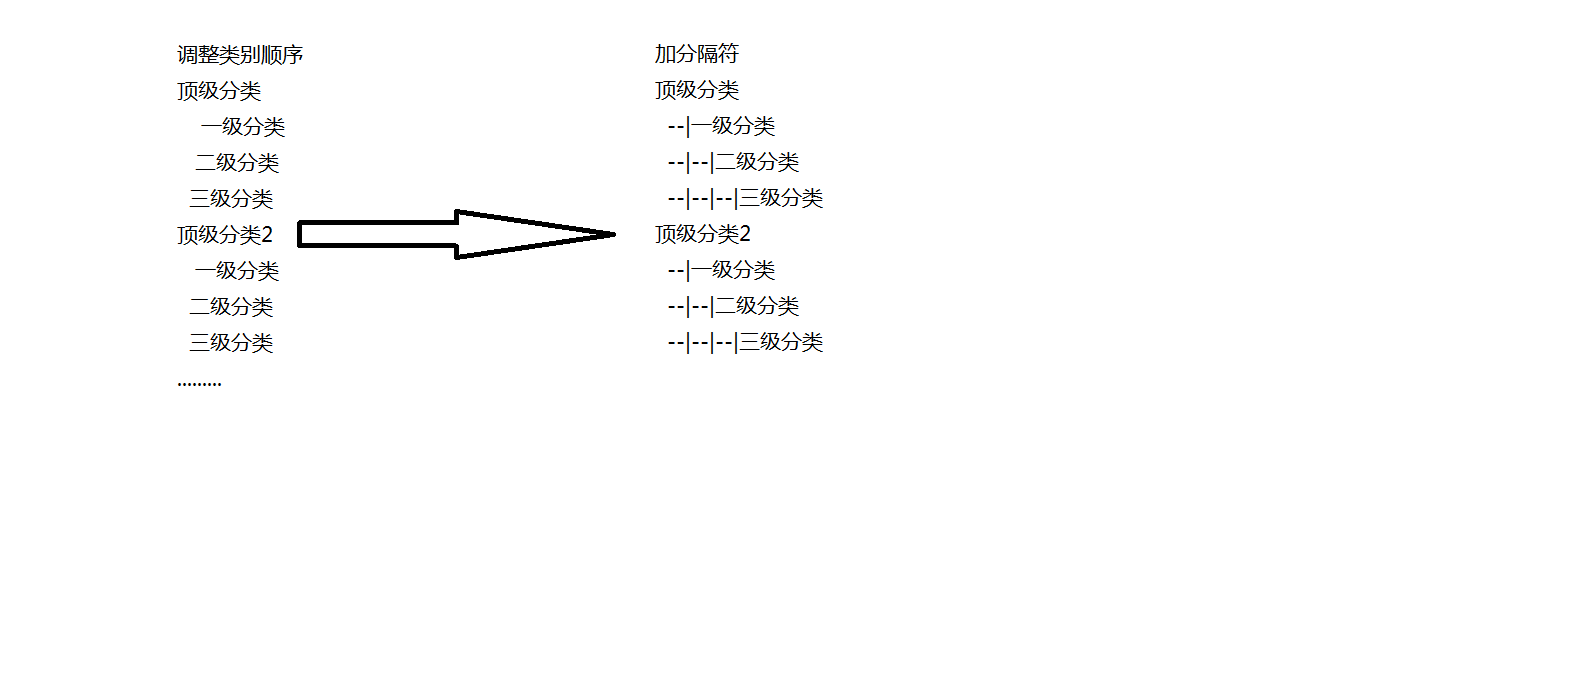 调整类别顺序
顶级分类
一级分类
二级分类
三级分类
顶级分类2
一级分类
二级分类
三级分类
.........
加分隔符
顶级分类
--|一级分类
--|--|二级分类
--|--|--|三级分类
顶级分类2
--|一级分类
--|--|二级分类
--|--|--|三级分类